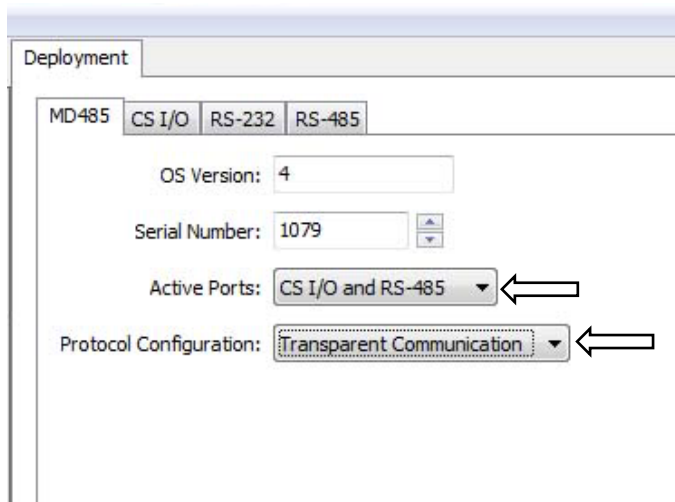 Deployment
MD485 CS I/O RS-232 RS-485
OS Version: 4
Serial Number: 1079
Active Ports: CS I/O and RS-485
Protocol Configuration: Transparent Communication